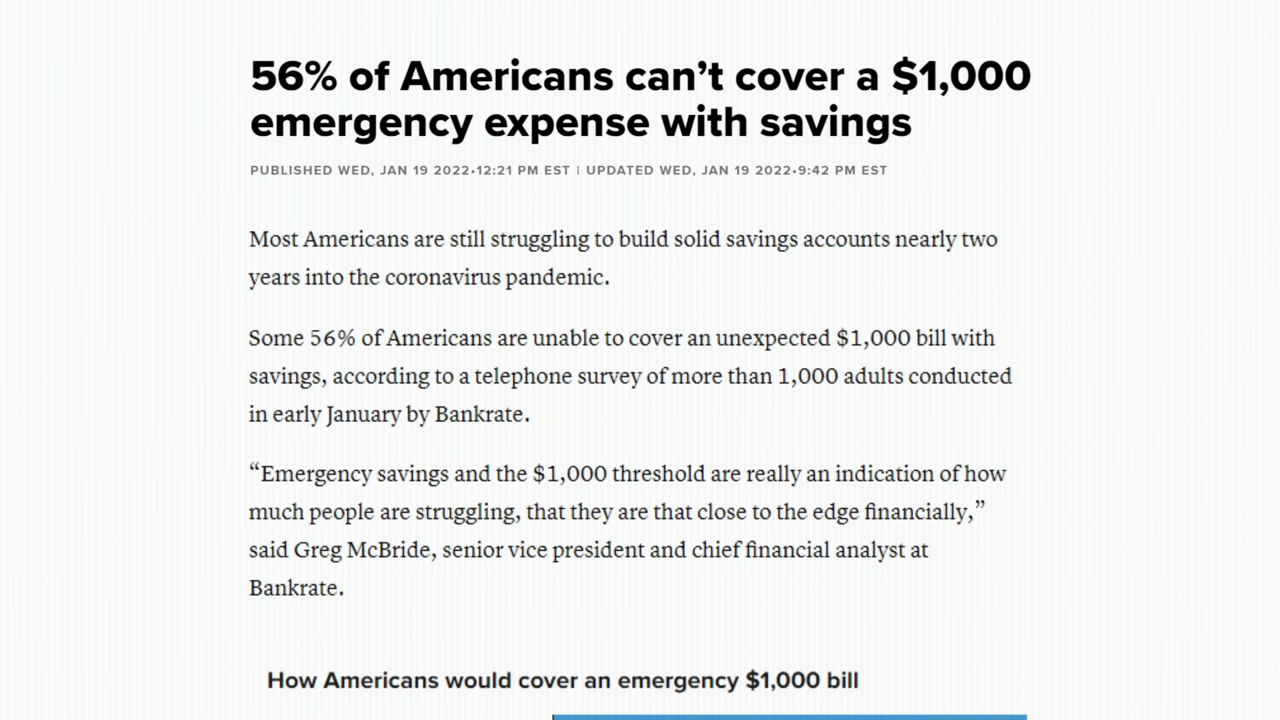 56% of Americans can’t cover a $1,000
emergency expense with savings
PUBLISHED WED, JAN 19 2022•12:21 PM EST | UPDATED WED, JAN 19 2022•9:42 PM EST
Most Americans are still struggling to build solid savings accounts nearly two
years into the coronavirus pandemic.
Some 56% of Americans are unable to cover an unexpected $1,000 bill with
savings, according to a telephone survey of more than 1,000 adults conducted
in early January by Bankrate.
“Emergency savings and the $1,000 threshold are really an indication of how
much people are struggling, that they are that close to the edge financially,”
said Greg McBride, senior vice president and chief financial analyst at
Bankrate.
How Americans would cover an emergency $1,000 bill